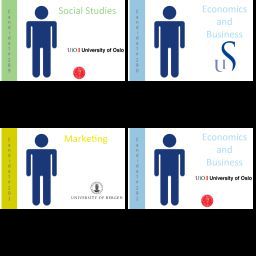 Social Studies
UiO University of Oslo
Economics
and
Business
US
Marketing
UNIVERSITY OF BERGEN
Economics
and
Business
UiO University of Oslo